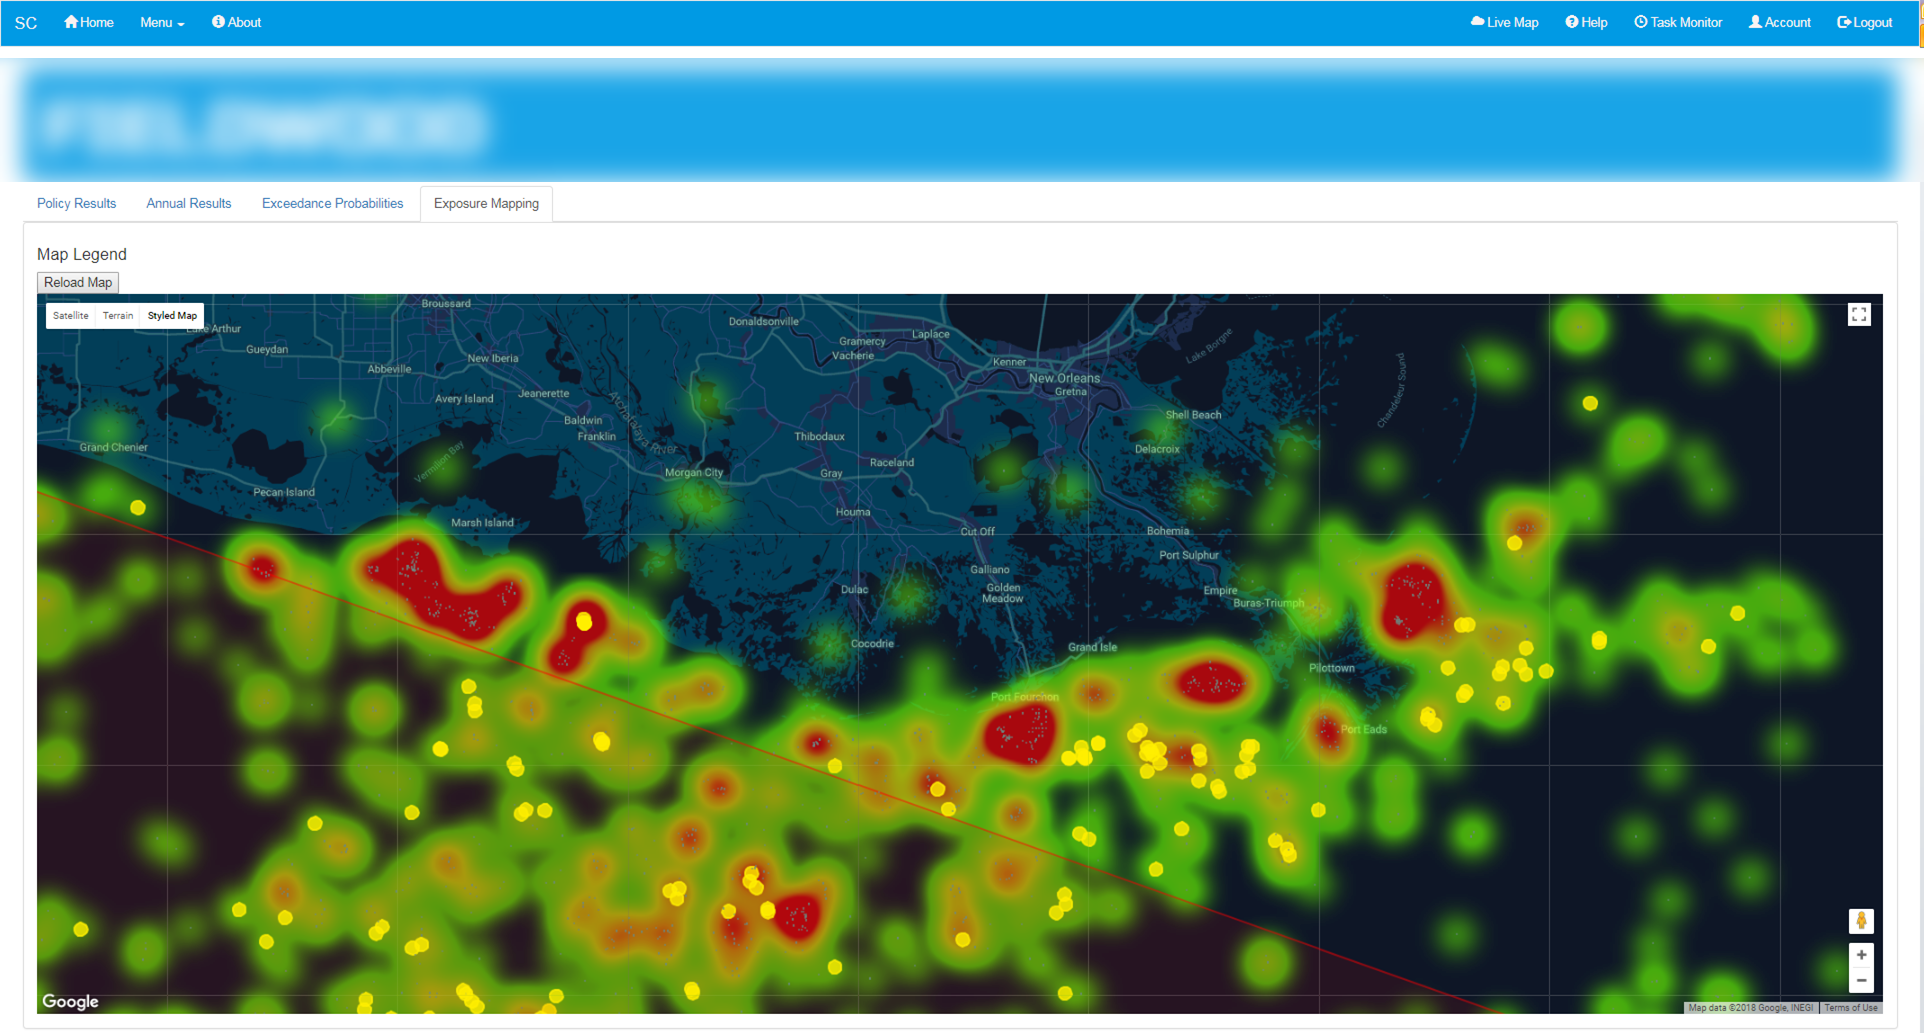 SC Home Menu About Live Map Help Task Monitor Account Logout
FIELDWOOD
Policy Results Annual Results Exceedance Probabilities Exposure Mapping
Map Legend
Reload Map
Satellite Terrain Styled Map
Broussard
Donaldsonville
Lake Arthur
Gramercy
Laplace
Lake Borgne
Gueydan
New Iberia
Vacherie
Kenner
Abbeville
New Orleans
Chandeleur Sound
Avery Island
Jeanerette
Gretna
Atchafalaya River
Baldwin
Shell Beach
Franklin
Thibodaux
Grand Chenier
Vermilion Bay
Delacroix
Morgan City
Gray
Raceland
Pecan Island
Houma
Marsh Island
Cut Off
Bohemia
Port Sulphur
Galliano
Dulac
Golden
Meadow
Empire
Buras-Triumph
Cocodrie
Grand Isle
Pilottown
Port Fourchon
Port Eads
Google
Map data ©2018 Google, INEGI Terms of Use